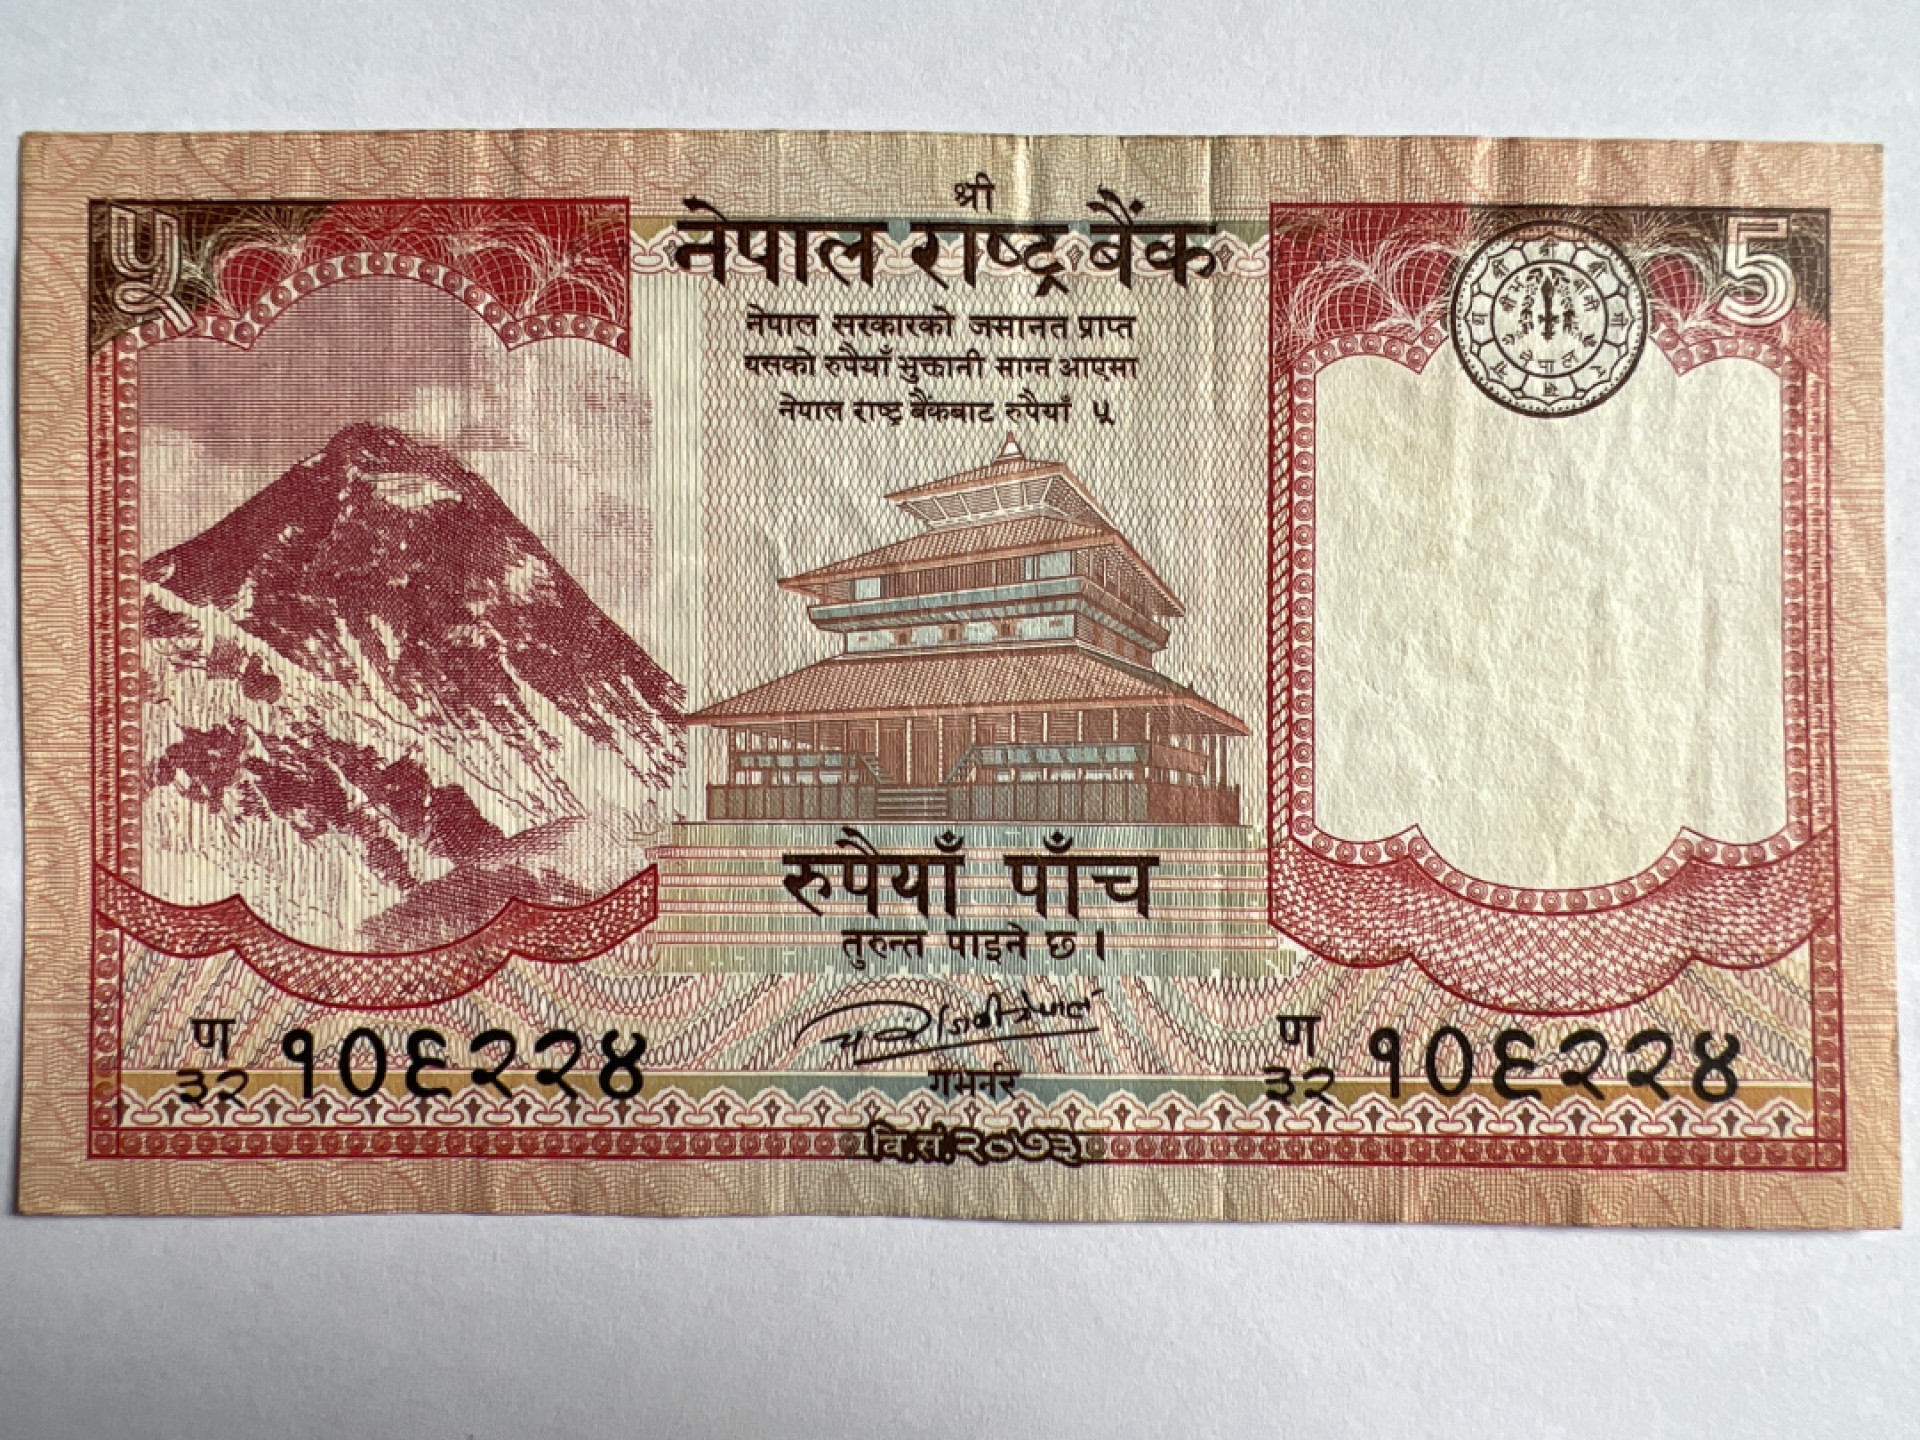 श्री
नेपाल राष्ट्र बैंक
५
5
नेपाल सरकारको जमानत प्राप्त
यसको रुपैयाँ भुक्तानी माग्न आएमा
नेपाल राष्ट्र बैंकबाट रुपैयाँ ५
रुपैयाँ पाँच
तुरुन्त पाइने छ।
ण
३२ १०६२२४
ण
३२ १०६२२४
गभर्नर
वि.सं.२०७३